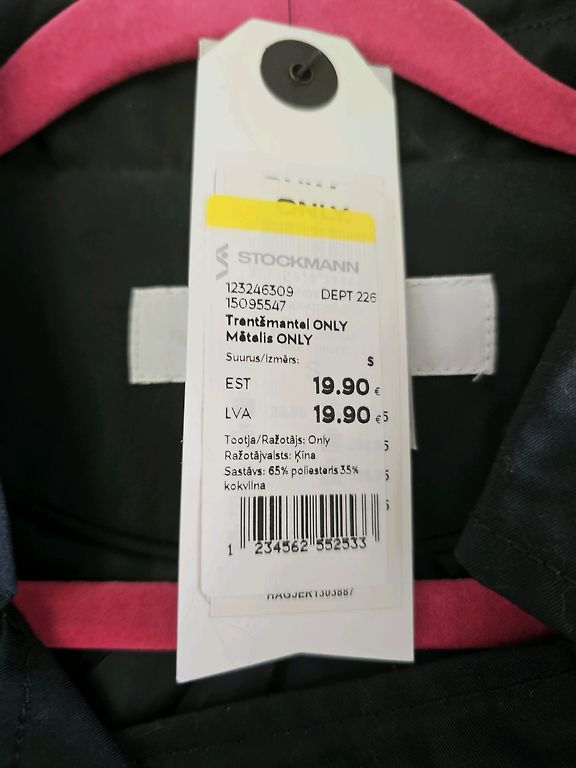 ONLY
STOCKMANN
123246309 DEPT 226
15095547
Trentšmantel ONLY
Mētelis ONLY
Suurus/Izmērs: S
EST 19.90 €
LVA 19.90 €
Tootja/Ražotājs: Only
Ražotājvalsts: Ķīna
Sastāvs: 65% poliesteris 35%
kokvilna
1 234562 552533
HAGJER1303887